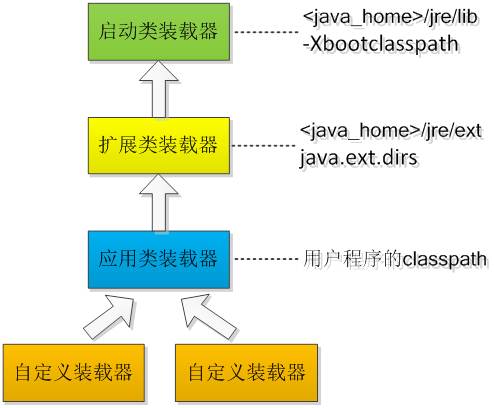 启动类装载器
<java_home>/jre/lib
-Xbootclasspath
扩展类装载器
<java_home>/jre/ext
java.ext.dirs
应用类装载器
用户程序的classpath
自定义装载器
自定义装载器